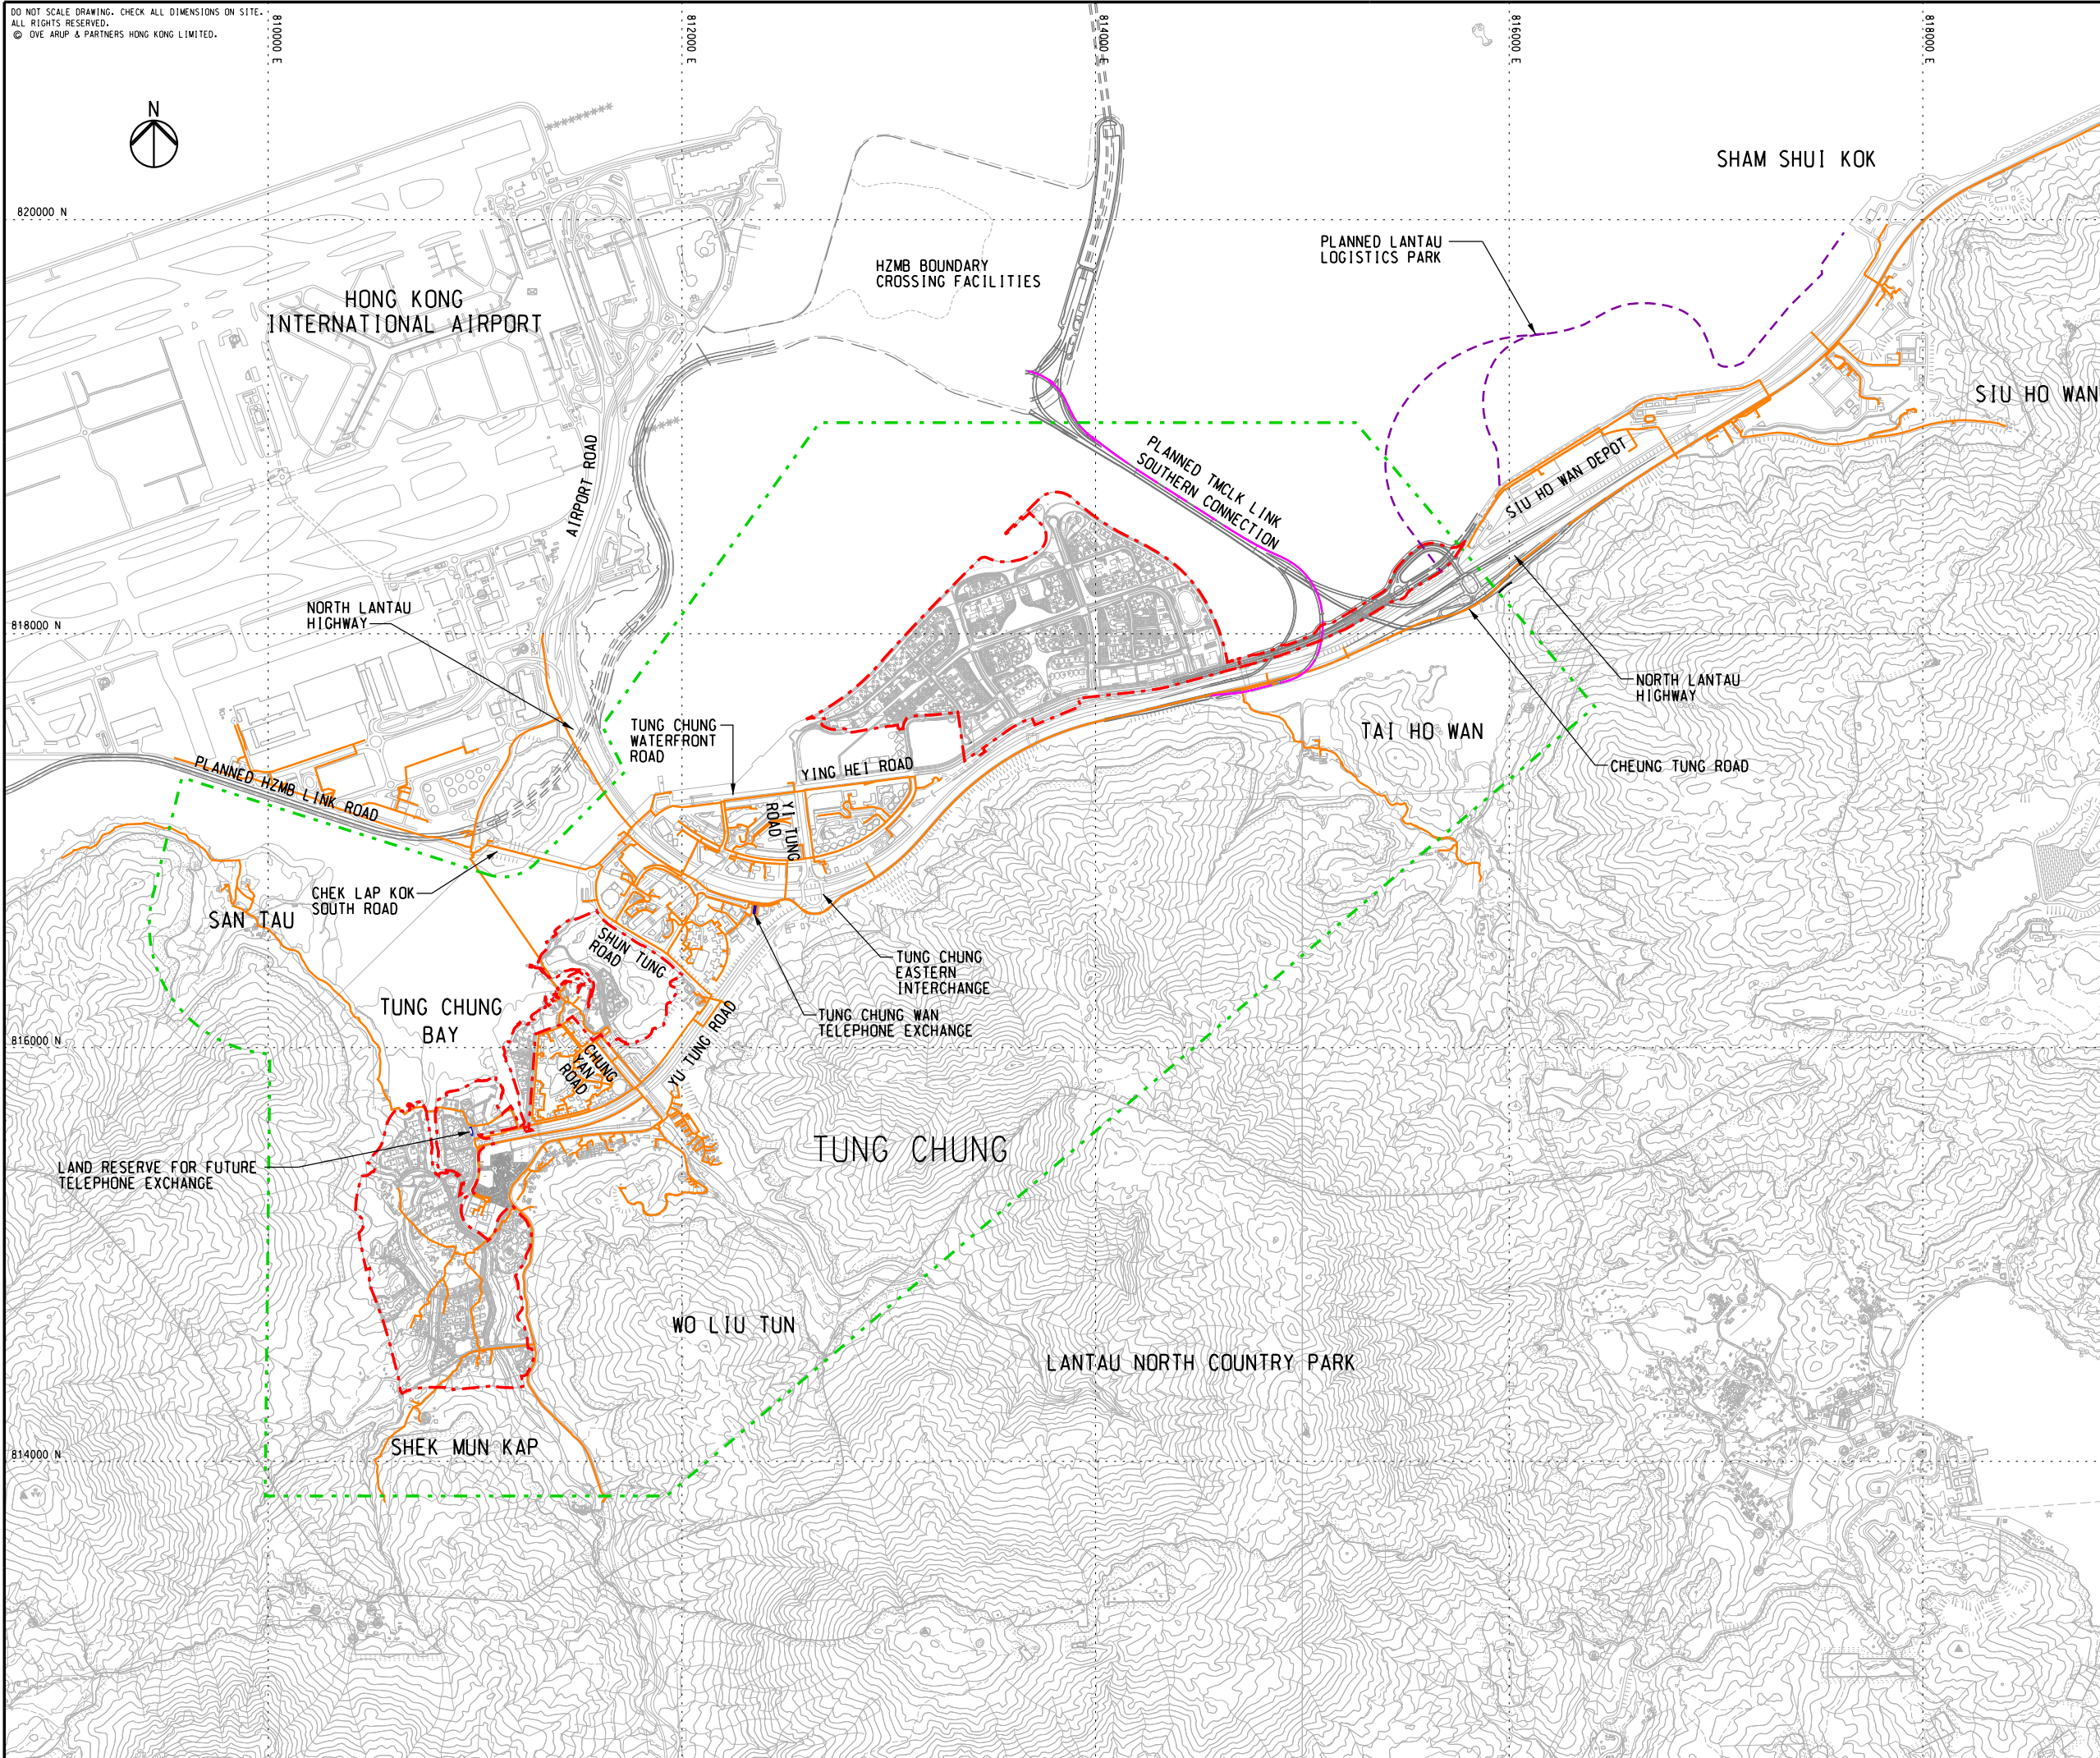 DO NOT SCALE DRAWING. CHECK ALL DIMENSIONS ON SITE.
ALL RIGHTS RESERVED.
© OVE ARUP & PARTNERS HONG KONG LIMITED.
810000 E
812000 E
814000 E
816000 E
818000 E
N
SHAM SHUI KOK
820000 N
PLANNED LANTAU
LOGISTICS PARK
HZMB BOUNDARY
CROSSING FACILITIES
HONG KONG
INTERNATIONAL AIRPORT
SIU HO WAN
AIRPORT ROAD
PLANNED TMCLK LINK
SOUTHERN CONNECTION
SIU HO WAN DEPOT
NORTH LANTAU
HIGHWAY
818000 N
NORTH LANTAU
HIGHWAY
TUNG CHUNG
WATERFRONT
ROAD
TAI HO WAN
CHEUNG TUNG ROAD
YING HEI ROAD
PLANNED HZMB LINK ROAD
YI TUNG
ROAD
CHEK LAP KOK
SOUTH ROAD
SAN TAU
SHUN TUNG
ROAD
TUNG CHUNG
EASTERN
INTERCHANGE
TUNG CHUNG
BAY
TUNG CHUNG WAN
TELEPHONE EXCHANGE
816000 N
YU TUNG ROAD
CHUNG
YAN
ROAD
TUNG CHUNG
LAND RESERVE FOR FUTURE
TELEPHONE EXCHANGE
WO LIU TUN
LANTAU NORTH COUNTRY PARK
SHEK MUN KAP
814000 N